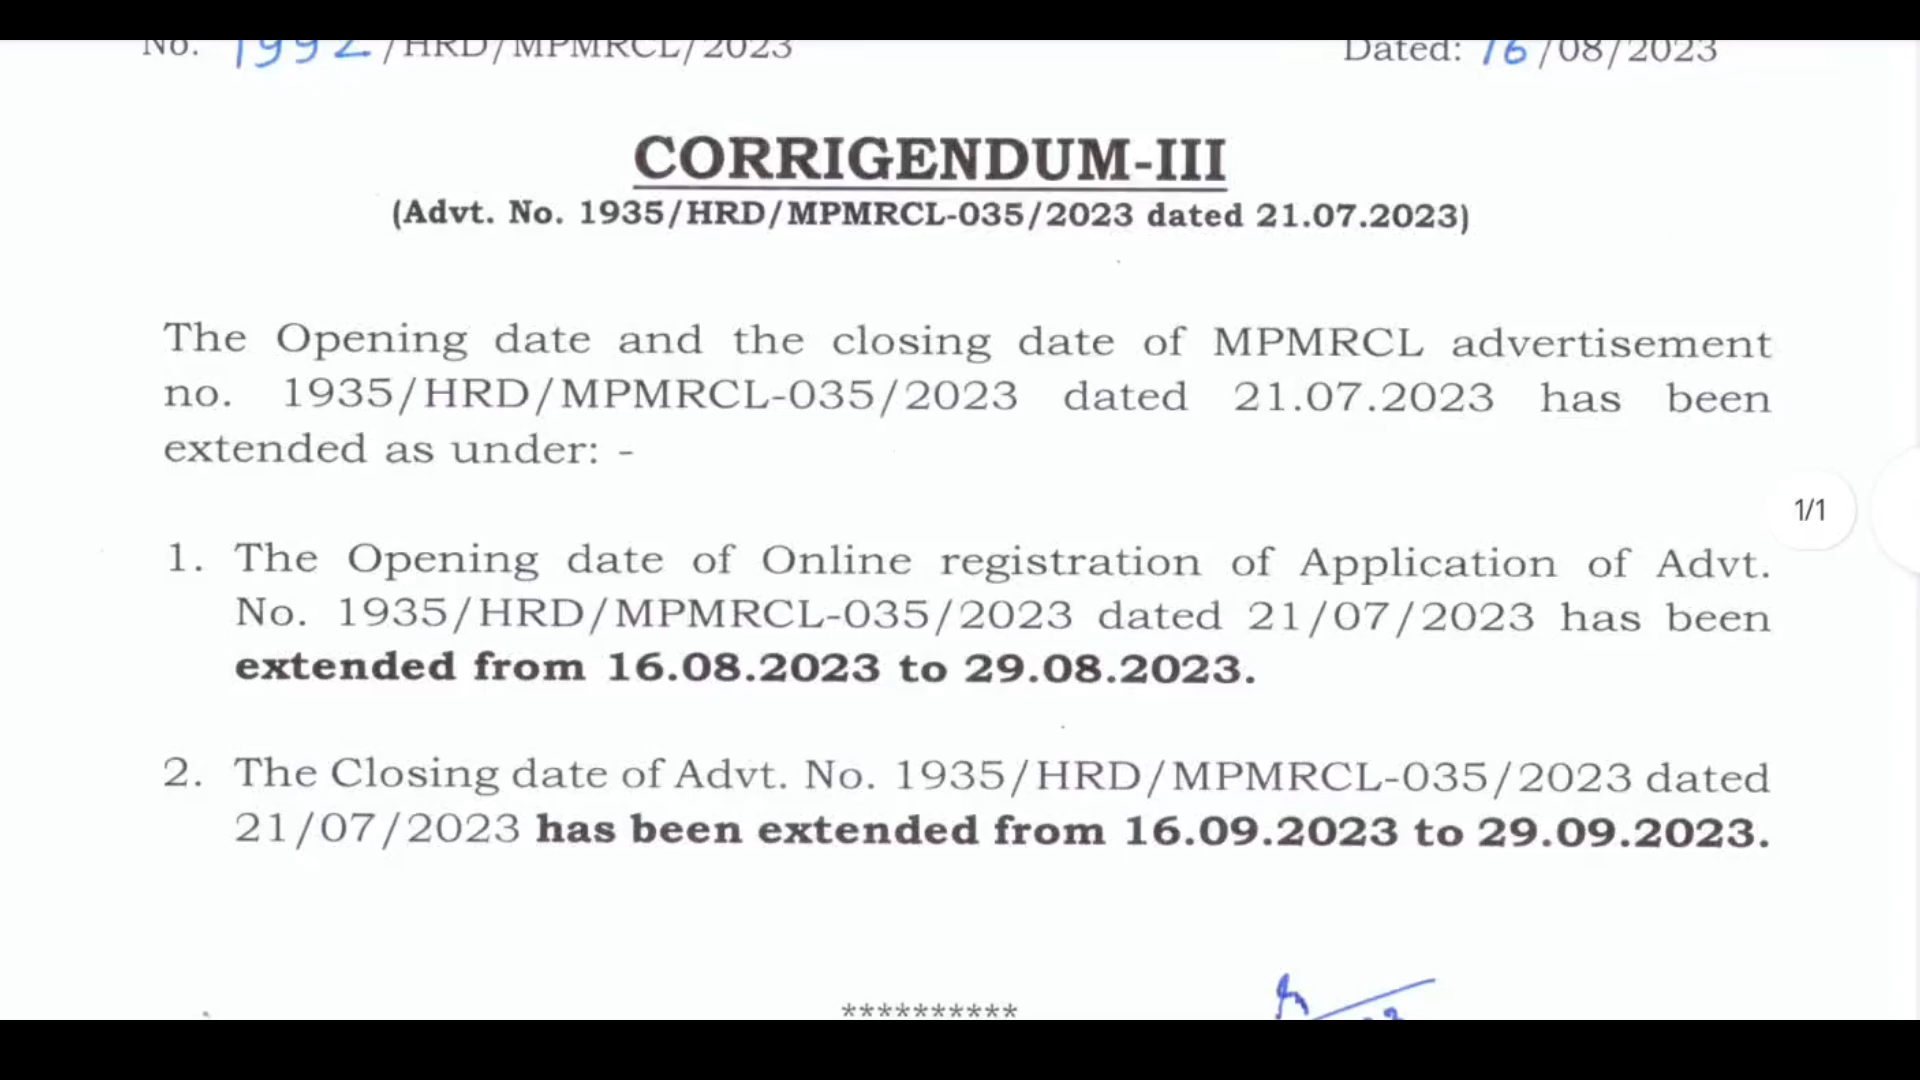 No. 1992/HRD/MPMRCL/2023 Dated: 16/08/2023
CORRIGENDUM-III
(Advt. No. 1935/HRD/MPMRCL-035/2023 dated 21.07.2023)
The Opening date and the closing date of MPMRCL advertisement
no. 1935/HRD/MPMRCL-035/2023 dated 21.07.2023 has been
extended as under: -
1/1
1. The Opening date of Online registration of Application of Advt.
No. 1935/HRD/MPMRCL-035/2023 dated 21/07/2023 has been
extended from 16.08.2023 to 29.08.2023.
2. The Closing date of Advt. No. 1935/HRD/MPMRCL-035/2023 dated
21/07/2023 has been extended from 16.09.2023 to 29.09.2023.
**********